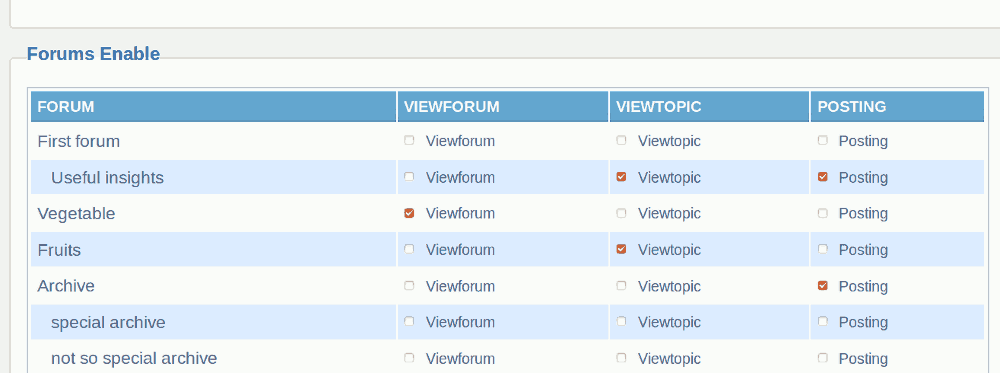 Forums Enable
FORUM VIEWFORUM VIEWTOPIC POSTING
First forum Viewforum Viewtopic Posting
Useful insights Viewforum Viewtopic Posting
Vegetable Viewforum Viewtopic Posting
Fruits Viewforum Viewtopic Posting
Archive Viewforum Viewtopic Posting
special archive Viewforum Viewtopic Posting
not so special archive Viewforum Viewtopic Posting